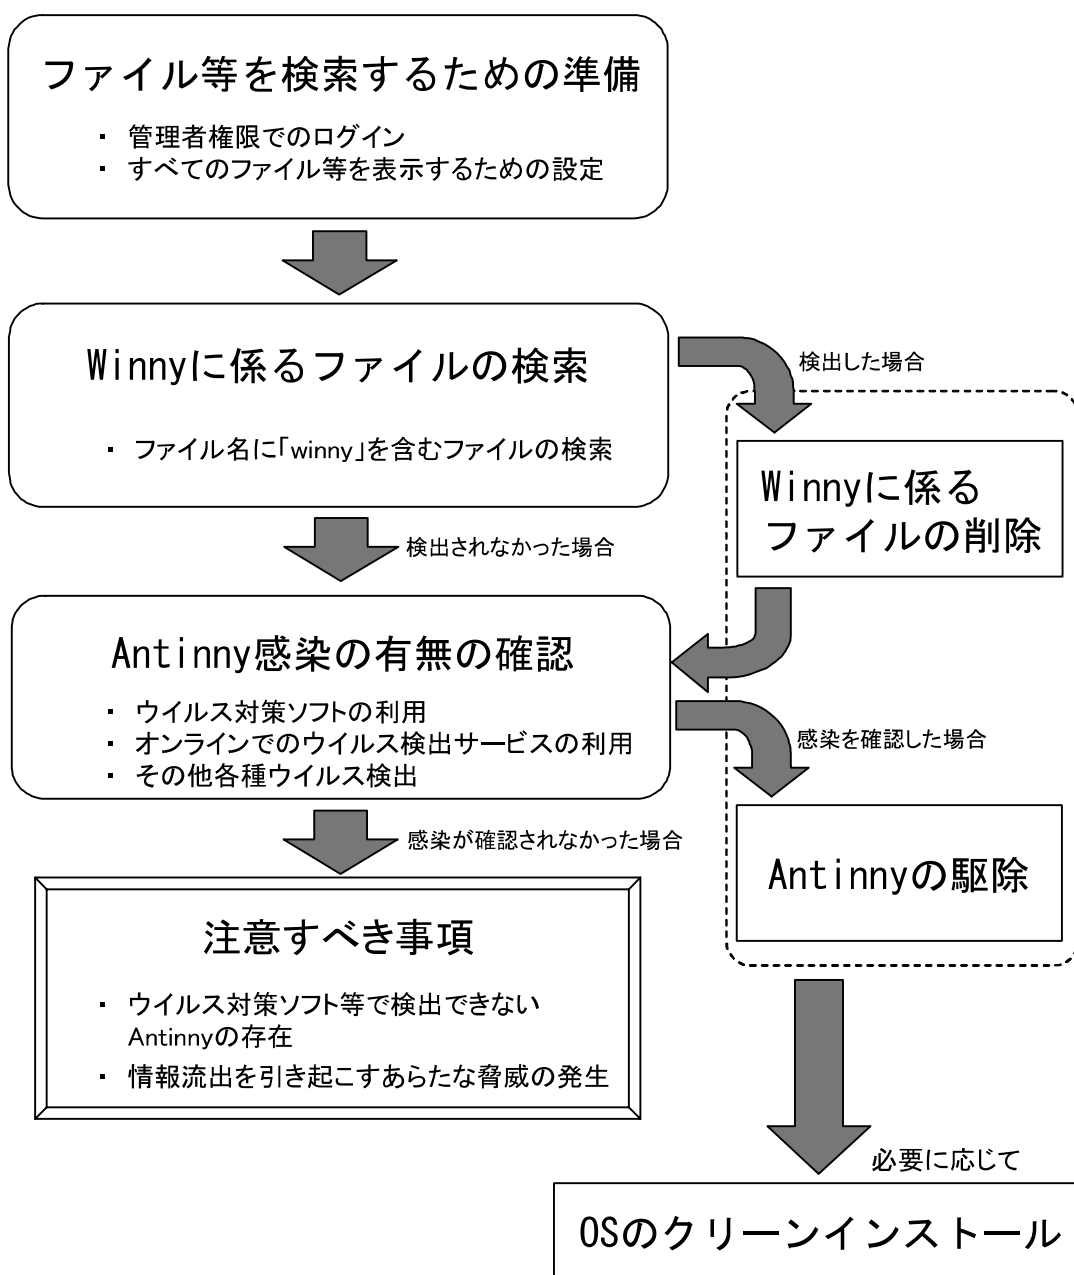 ファイル等を検索するための準備
・ 管理者権限でのログイン
・ すべてのファイル等を表示するための設定
Winnyに係るファイルの検索
・ ファイル名に「winny」を含むファイルの検索
検出した場合
Winnyに係る
ファイルの削除
検出されなかった場合
Antinny感染の有無の確認
・ ウイルス対策ソフトの利用
・ オンラインでのウイルス検出サービスの利用
・ その他各種ウイルス検出
感染を確認した場合
Antinnyの駆除
感染が確認されなかった場合
注意すべき事項
・ ウイルス対策ソフト等で検出できない
Antinnyの存在
・ 情報流出を引き起こすあらたな脅威の発生
必要に応じて
OSのクリーンインストール